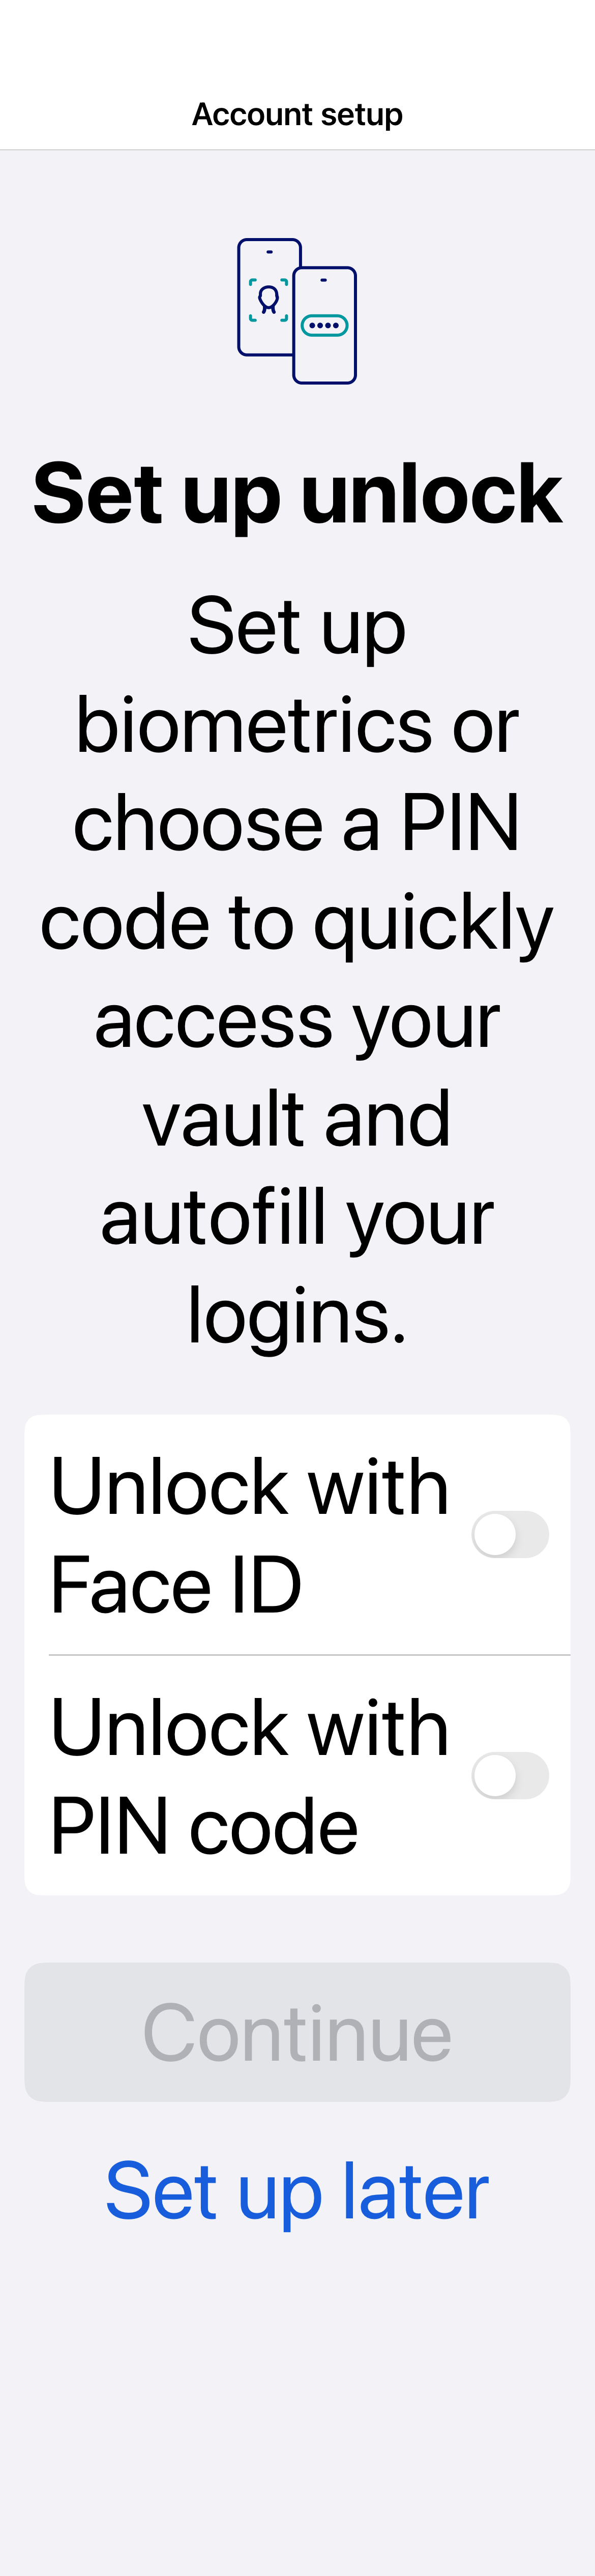 Account setup
Set up unlock
Set up
biometrics or
choose a PIN
code to quickly
access your
vault and
autofill your
logins.
Unlock with
Face ID
Unlock with
PIN code
Continue
Set up later